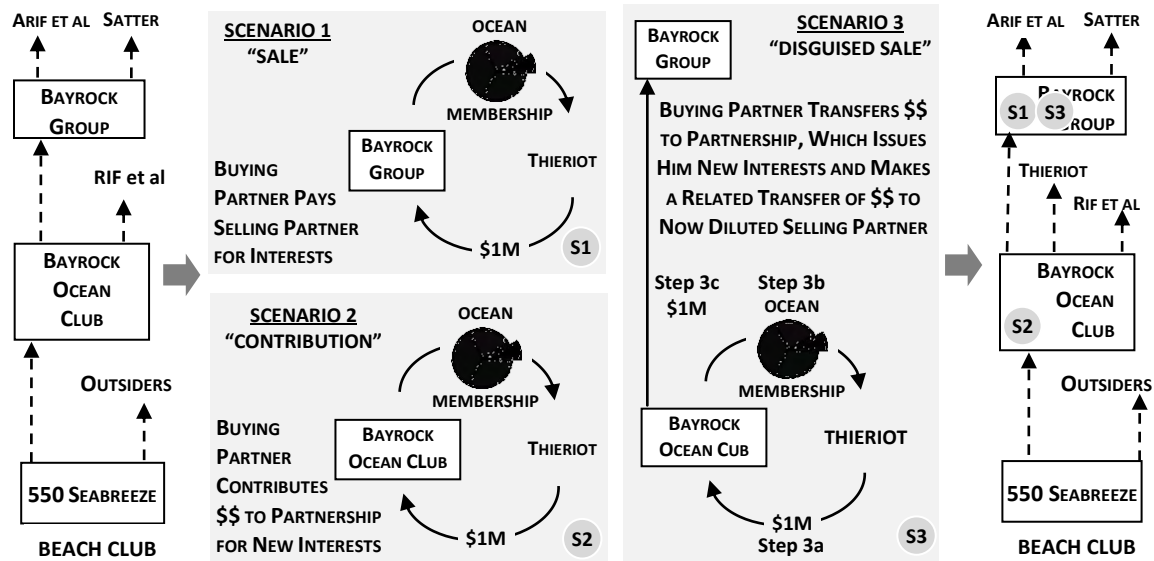 ARIF ET AL
SATTER
BAYROCK
GROUP
RIF et al
BAYROCK
OCEAN
CLUB
OUTSIDERS
550 SEABREEZE
BEACH CLUB
SCENARIO 1
"SALE"
OCEAN
MEMBERSHIP
BAYROCK
GROUP
THIERIOT
BUYING
PARTNER PAYS
SELLING PARTNER
FOR INTERESTS
$1M
S1
SCENARIO 2
"CONTRIBUTION"
OCEAN
MEMBERSHIP
BAYROCK
OCEAN CLUB
THIERIOT
BUYING
PARTNER
CONTRIBUTES
$$ TO PARTNERSHIP
FOR NEW INTERESTS
$1M
S2
BAYROCK
GROUP
SCENARIO 3
"DISGUISED SALE"
BUYING PARTNER TRANSFERS $$
TO PARTNERSHIP, WHICH ISSUES
HIM NEW INTERESTS AND MAKES
A RELATED TRANSFER OF $$ TO
NOW DILUTED SELLING PARTNER
Step 3c
$1M
Step 3b
OCEAN
MEMBERSHIP
BAYROCK
OCEAN CUB
THIERIOT
$1M
Step 3a
S3
ARIF ET AL
SATTER
S1 S3 BAYROCK
GROUP
THIERIOT
RIF ET AL
BAYROCK
OCEAN
CLUB
S2
OUTSIDERS
550 SEABREEZE
BEACH CLUB